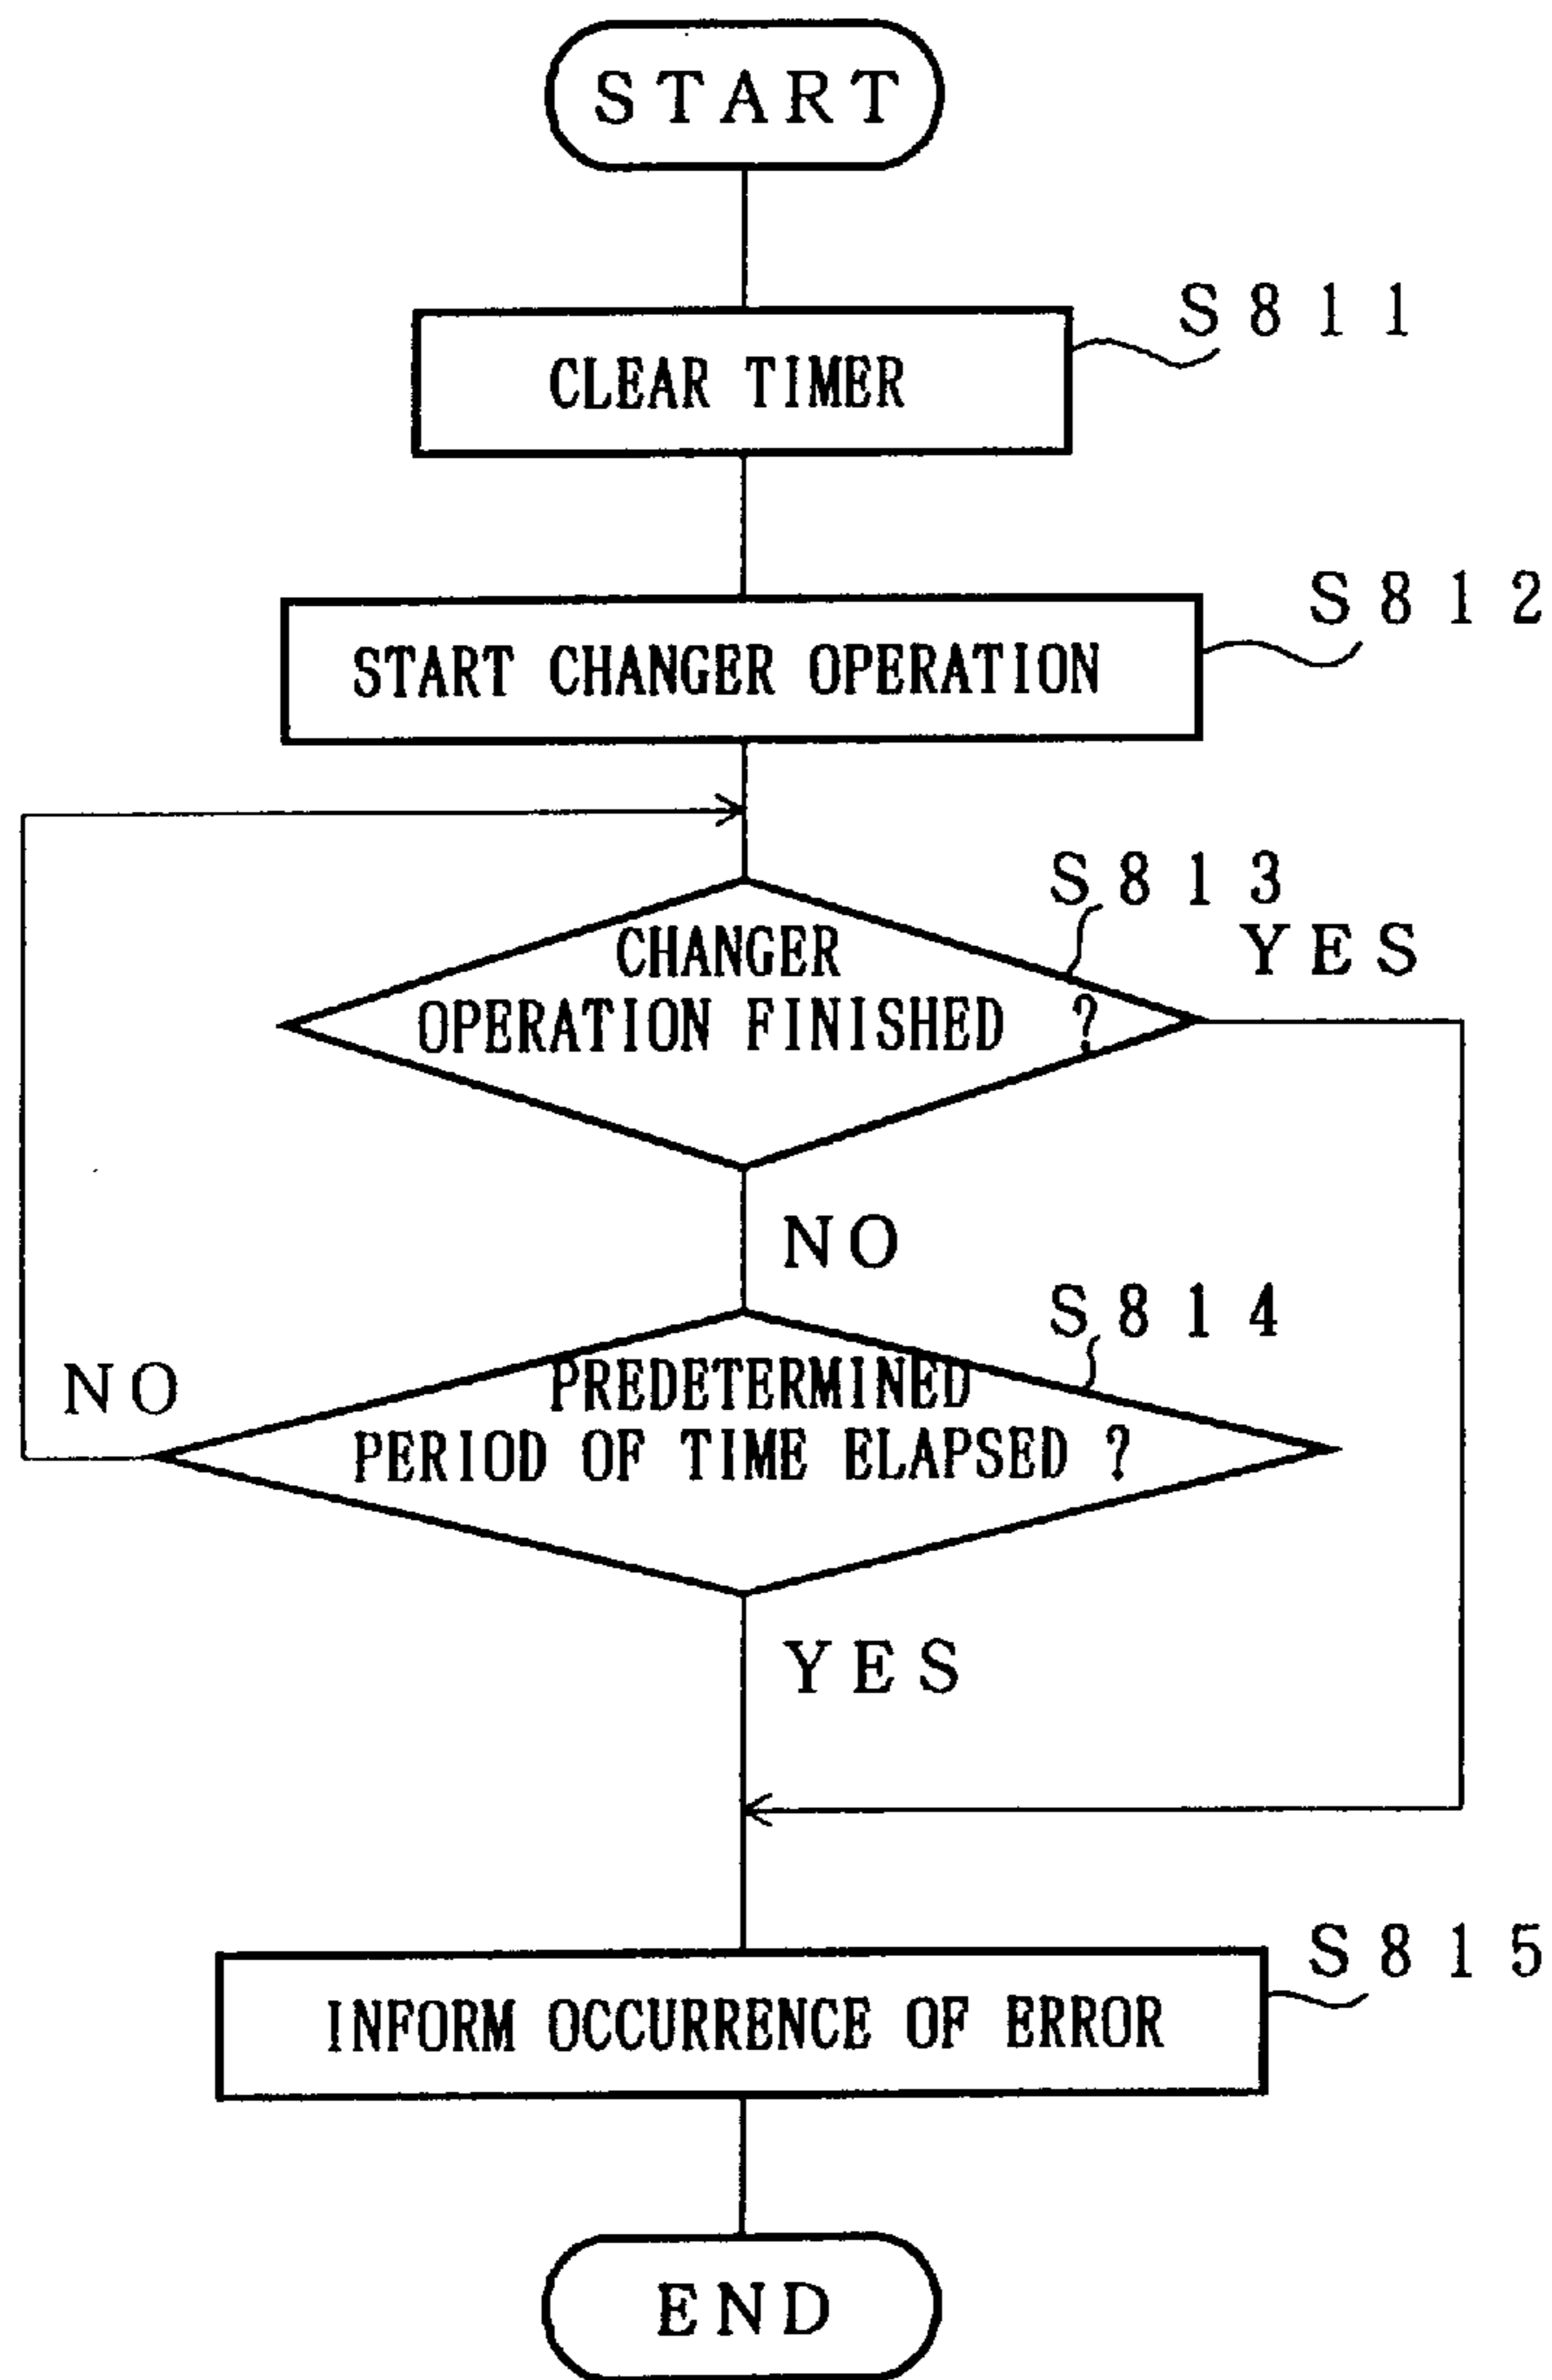 START
S811
CLEAR TIMER
S812
START CHANGER OPERATION
S813
YES
CHANGER
OPERATION FINISHED ?
NO
S814
NO
PREDETERMINED
PERIOD OF TIME ELAPSED ?
YES
S815
INFORM OCCURRENCE OF ERROR
END